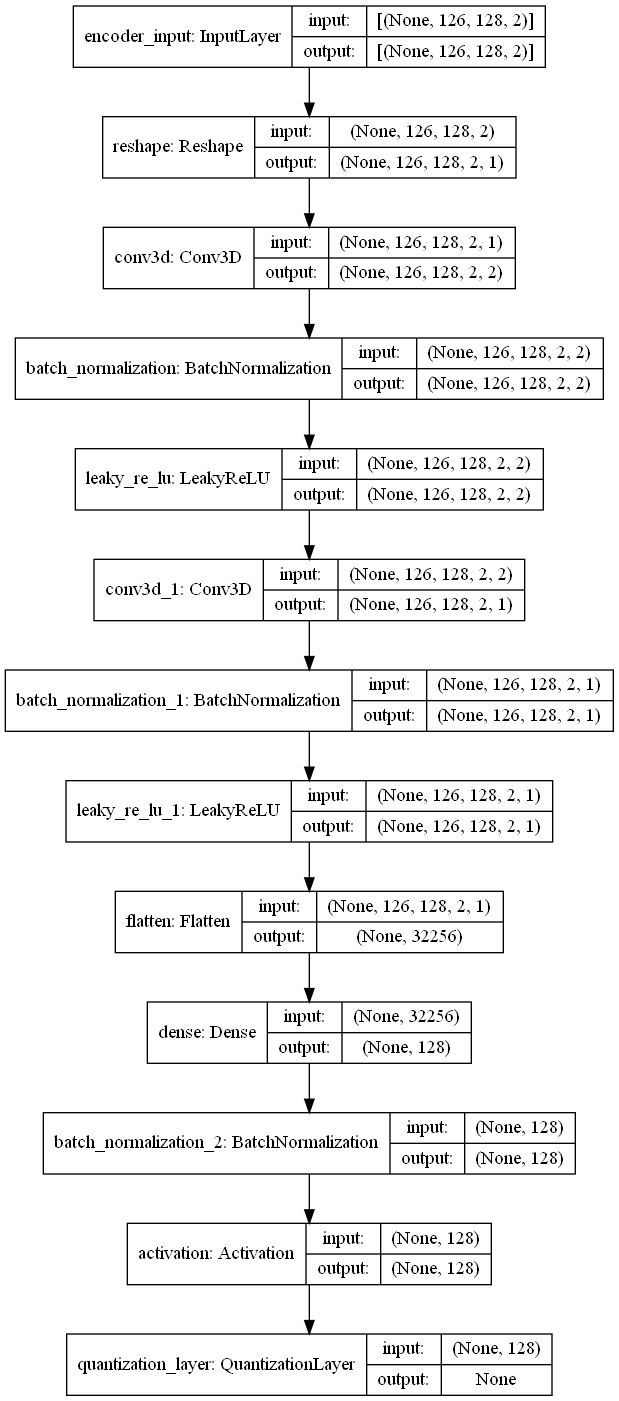 encoder_input: InputLayer input: [(None, 126, 128, 2)]
output: [(None, 126, 128, 2)]
reshape: Reshape input: (None, 126, 128, 2)
output: (None, 126, 128, 2, 1)
conv3d: Conv3D input: (None, 126, 128, 2, 1)
output: (None, 126, 128, 2, 2)
batch_normalization: BatchNormalization input: (None, 126, 128, 2, 2)
output: (None, 126, 128, 2, 2)
leaky_re_lu: LeakyReLU input: (None, 126, 128, 2, 2)
output: (None, 126, 128, 2, 2)
conv3d_1: Conv3D input: (None, 126, 128, 2, 2)
output: (None, 126, 128, 2, 1)
batch_normalization_1: BatchNormalization input: (None, 126, 128, 2, 1)
output: (None, 126, 128, 2, 1)
leaky_re_lu_1: LeakyReLU input: (None, 126, 128, 2, 1)
output: (None, 126, 128, 2, 1)
flatten: Flatten input: (None, 126, 128, 2, 1)
output: (None, 32256)
dense: Dense input: (None, 32256)
output: (None, 128)
batch_normalization_2: BatchNormalization input: (None, 128)
output: (None, 128)
activation: Activation input: (None, 128)
output: (None, 128)
quantization_layer: QuantizationLayer input: (None, 128)
output: None